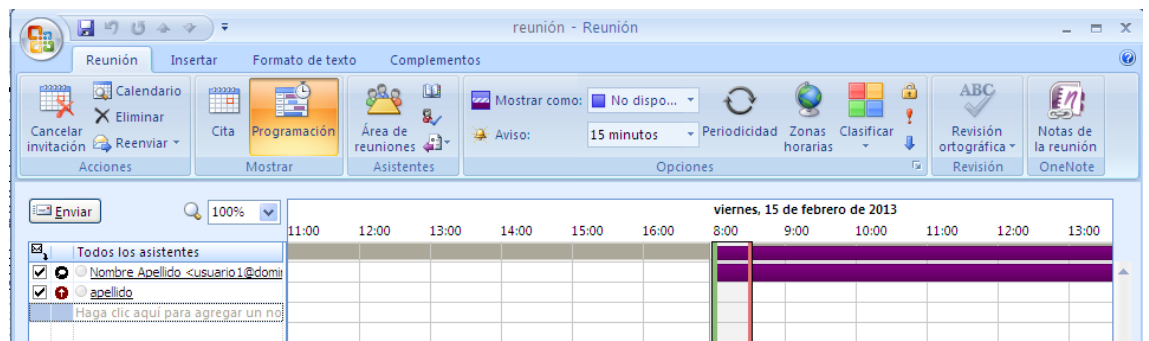 reunión - Reunión
Reunión Insertar Formato de texto Complementos
Cancelar invitación
Calendario
Eliminar
Reenviar
Acciones
Cita
Programación
Mostrar
Área de reuniones
Asistentes
Mostrar como: No dispo...
Aviso: 15 minutos
Periodicidad
Zonas horarias
Clasificar
Opciones
ABC
Revisión ortográfica
Revisión
Notas de la reunión
OneNote
Enviar 100%
viernes, 15 de febrero de 2013
11:00 12:00 13:00 14:00 15:00 16:00 8:00 9:00 10:00 11:00 12:00 13:00
Todos los asistentes
Nombre Apellido <usuario1@domi
apellido
Haga clic aquí para agregar un no